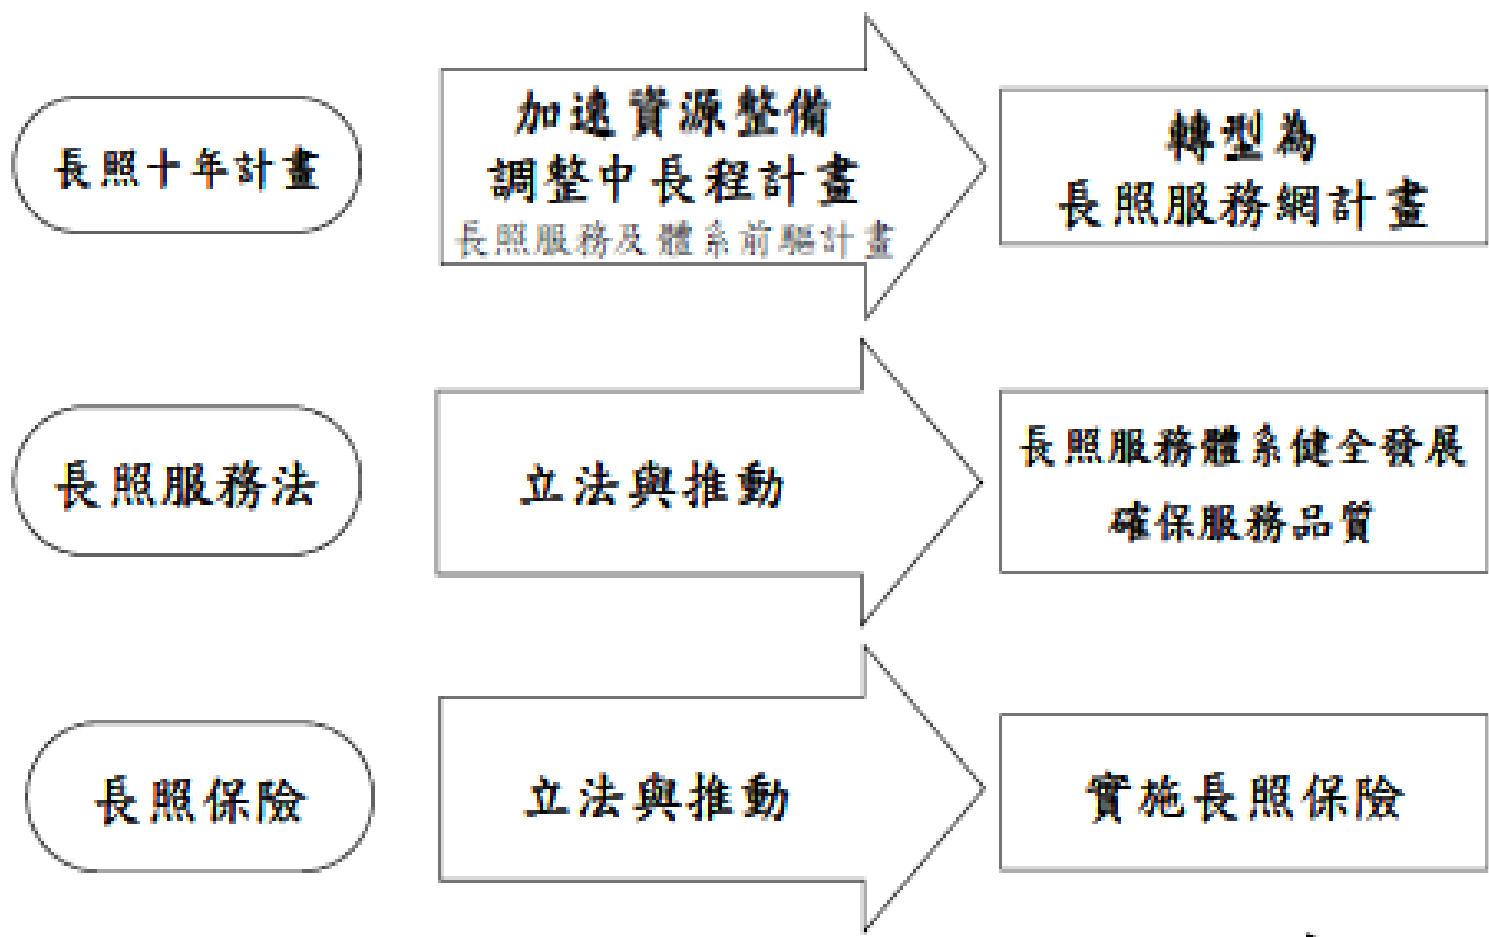 長照十年計畫
加速資源整備
調整中長程計畫
長照服務及體系前驅計畫
轉型為
長照服務網計畫
長照服務法
立法與推動
長照服務體系健全發展
確保服務品質
長照保險
立法與推動
實施長照保險